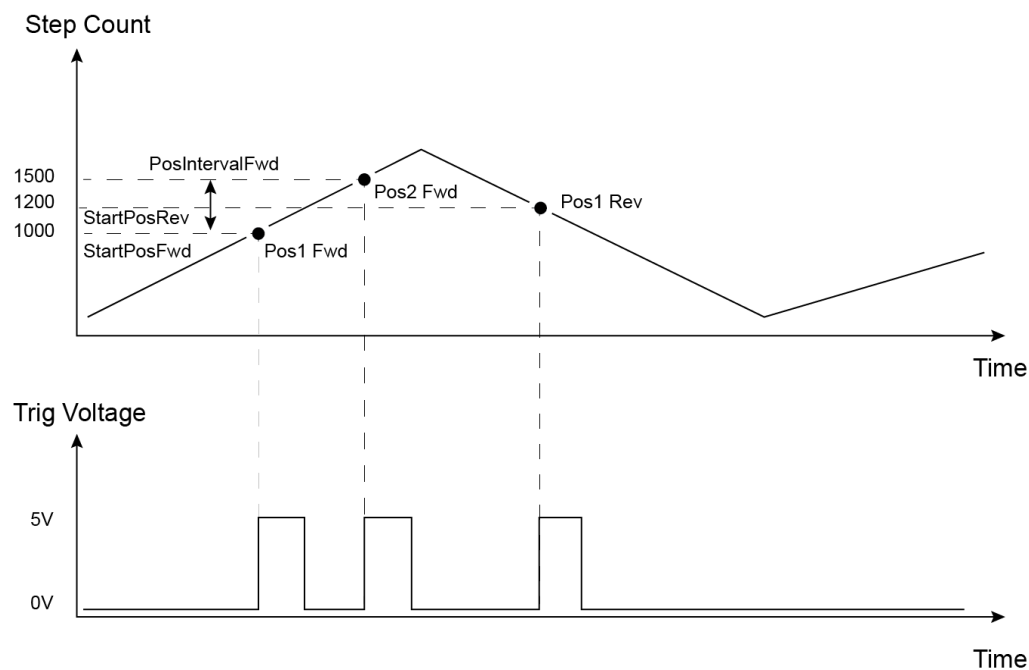 Step Count
1500
PosIntervalFwd
Pos2 Fwd
1200
Pos1 Rev
StartPosRev
1000
StartPosFwd
Pos1 Fwd
Time
Trig Voltage
5V
0V
Time